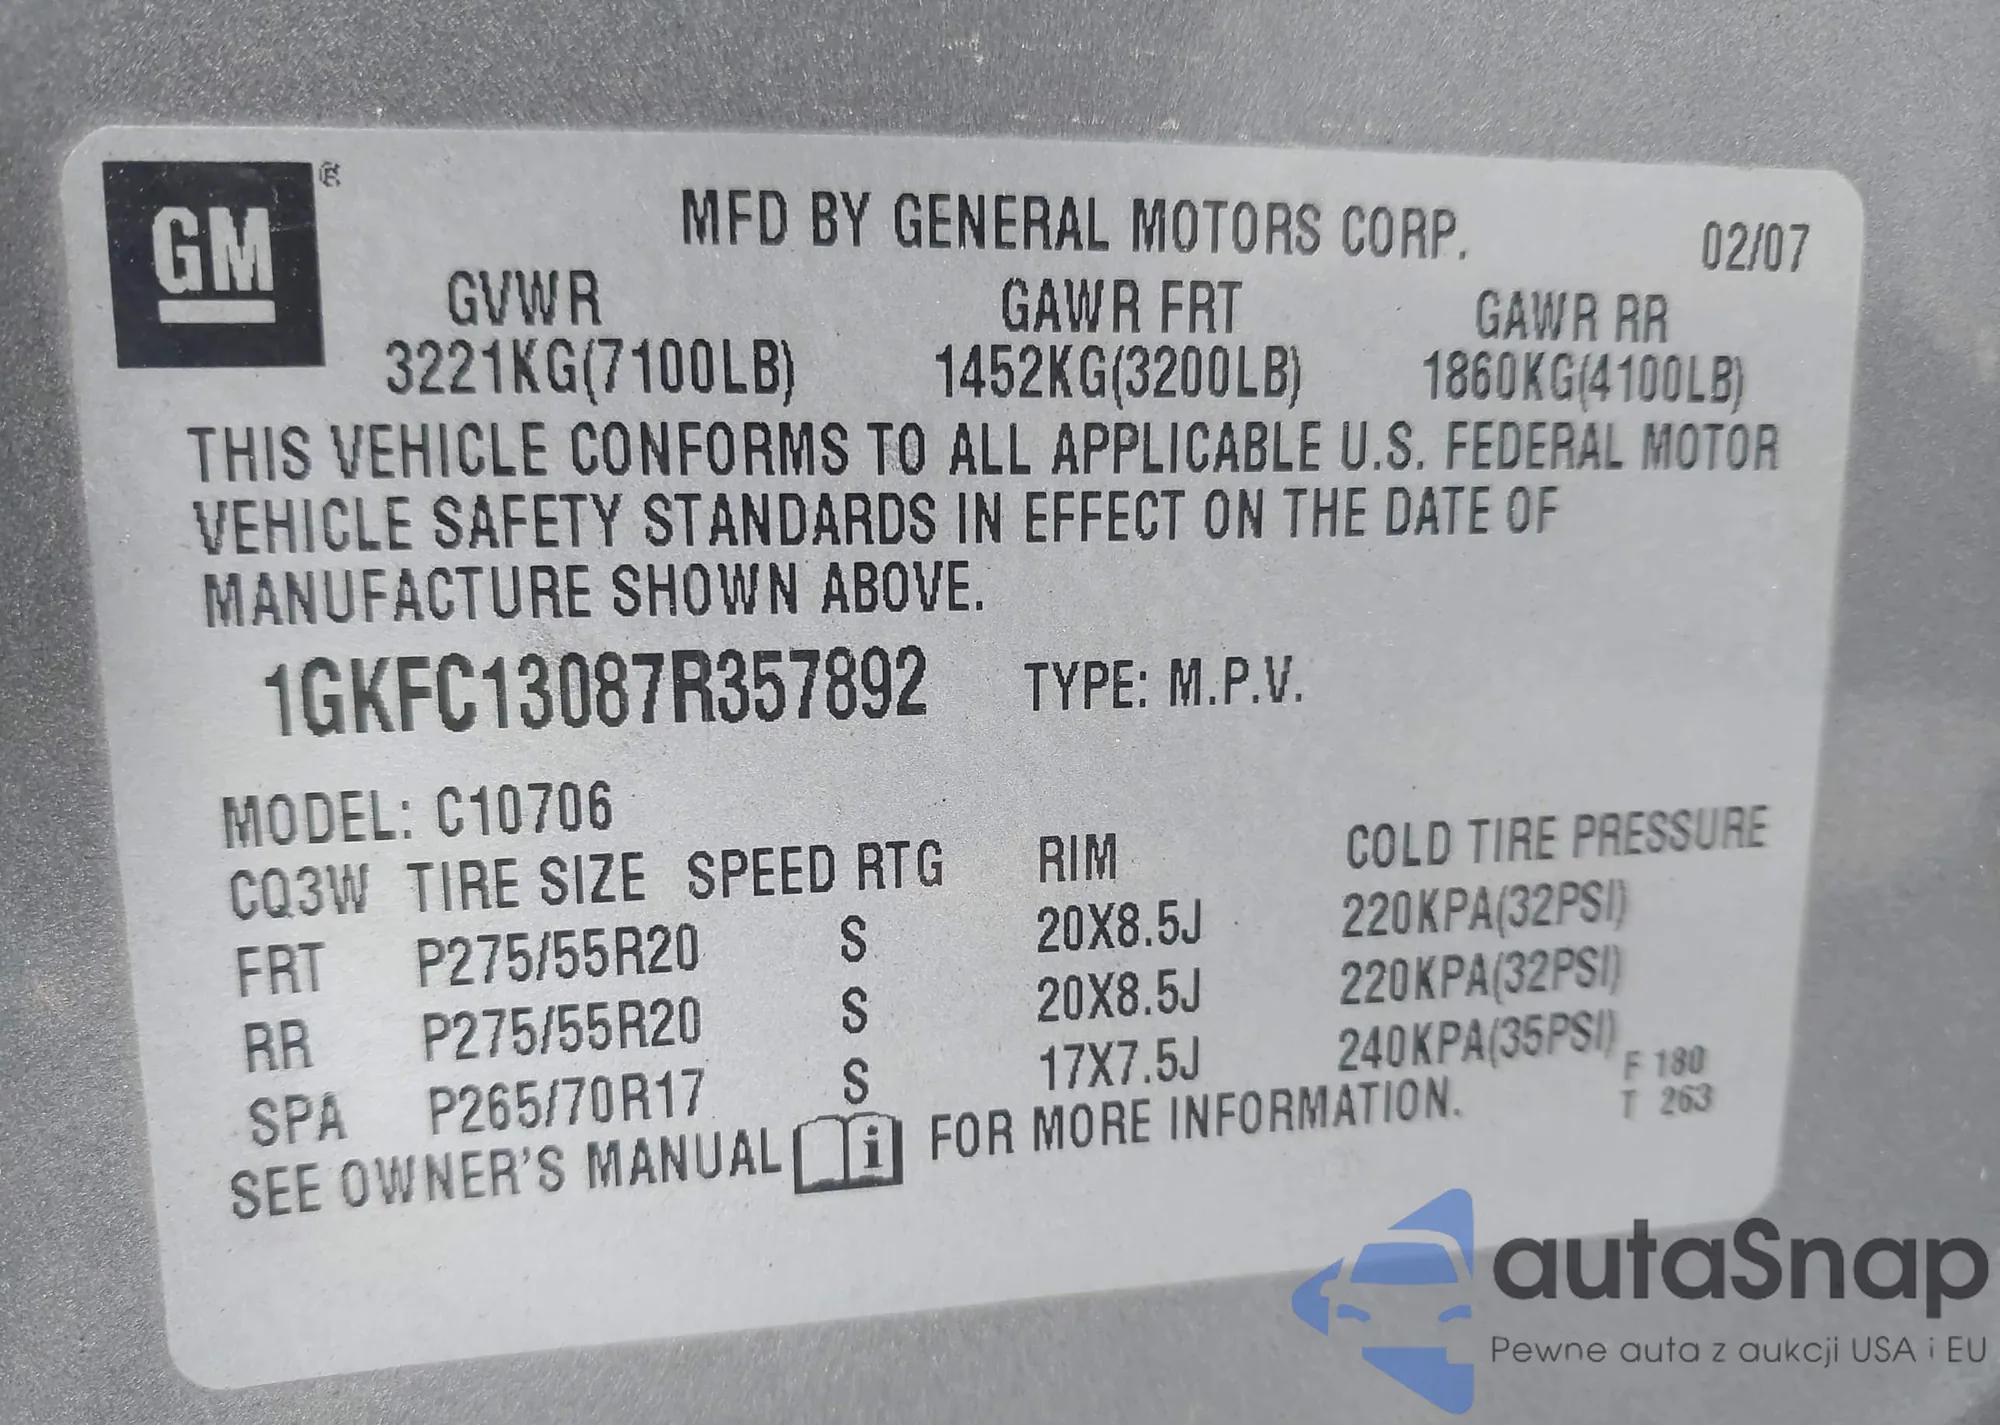 GM ®
MFD BY GENERAL MOTORS CORP. 02/07
GVWR GAWR FRT GAWR RR
3221KG(7100LB) 1452KG(3200LB) 1860KG(4100LB)
THIS VEHICLE CONFORMS TO ALL APPLICABLE U.S. FEDERAL MOTOR
VEHICLE SAFETY STANDARDS IN EFFECT ON THE DATE OF
MANUFACTURE SHOWN ABOVE.
1GKFC13087R357892 TYPE: M.P.V.
MODEL: C10706
CQ3W TIRE SIZE SPEED RTG RIM COLD TIRE PRESSURE
FRT P275/55R20 S 20X8.5J 220KPA(32PSI)
RR P275/55R20 S 20X8.5J 220KPA(32PSI)
SPA P265/70R17 S 17X7.5J 240KPA(35PSI)
F 180
T 263
SEE OWNER'S MANUAL i FOR MORE INFORMATION.
autaSnap
Pewne auta z aukcji USA i EU